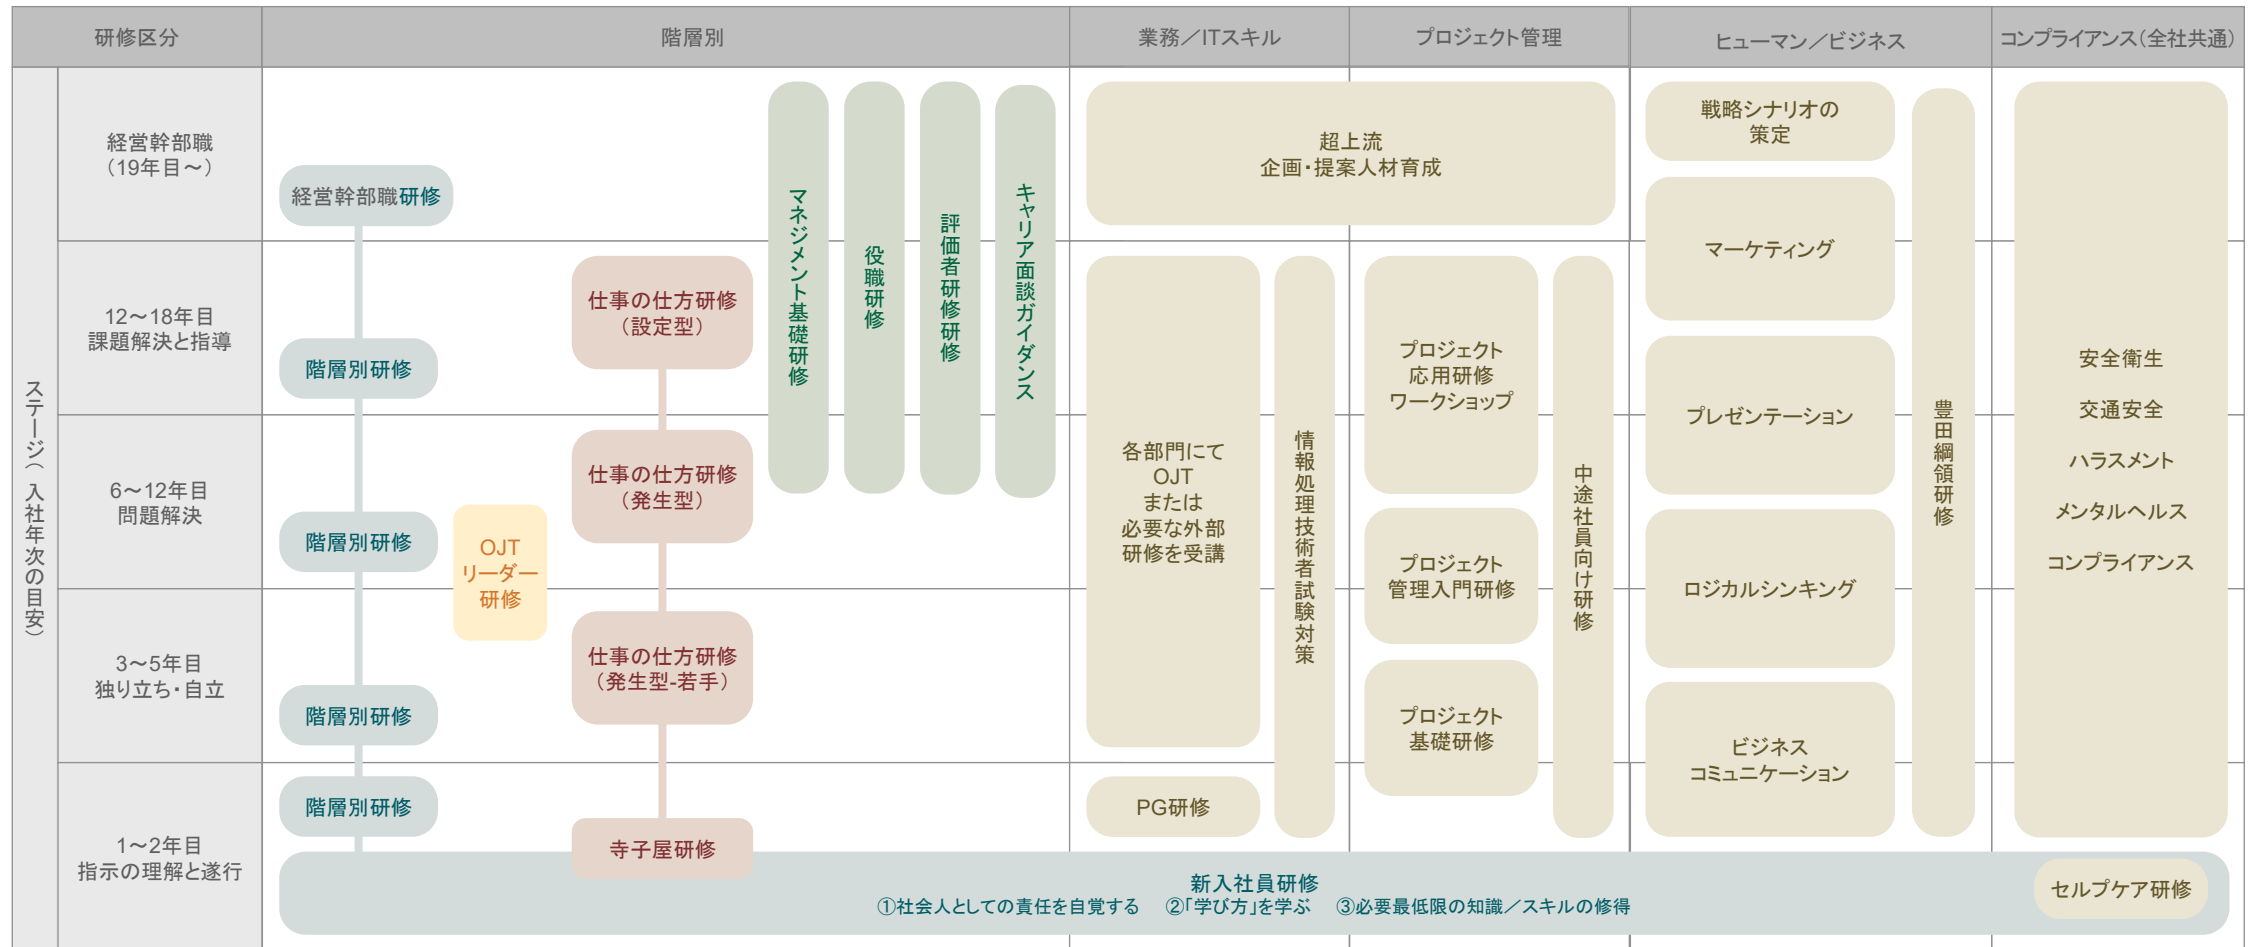 研修区分
階層別
業務／ITスキル
プロジェクト管理
ヒューマン／ビジネス
コンプライアンス(全社共通)
ステージ（入社年次の目安）
経営幹部職
（19年目～）
12～18年目
課題解決と指導
6～12年目
問題解決
3～5年目
独り立ち・自立
1～2年目
指示の理解と遂行
経営幹部職研修
階層別研修
階層別研修
階層別研修
階層別研修
OJT
リーダー
研修
仕事の仕方研修
（設定型）
仕事の仕方研修
（発生型）
仕事の仕方研修
（発生型-若手）
寺子屋研修
マネジメント基礎研修
役職研修
評価者研修研修
キャリア面談ガイダンス
超上流
企画・提案人材育成
各部門にて
OJT
または
必要な外部
研修を受講
PG研修
情報処理技術者試験対策
プロジェクト
応用研修
ワークショップ
プロジェクト
管理入門研修
プロジェクト
基礎研修
中途社員向け研修
戦略シナリオの
策定
マーケティング
プレゼンテーション
ロジカルシンキング
ビジネス
コミュニケーション
豊田綱領研修
安全衛生
交通安全
ハラスメント
メンタルヘルス
コンプライアンス
新入社員研修
①社会人としての責任を自覚する　②「学び方」を学ぶ　③必要最低限の知識／スキルの修得
セルプケア研修